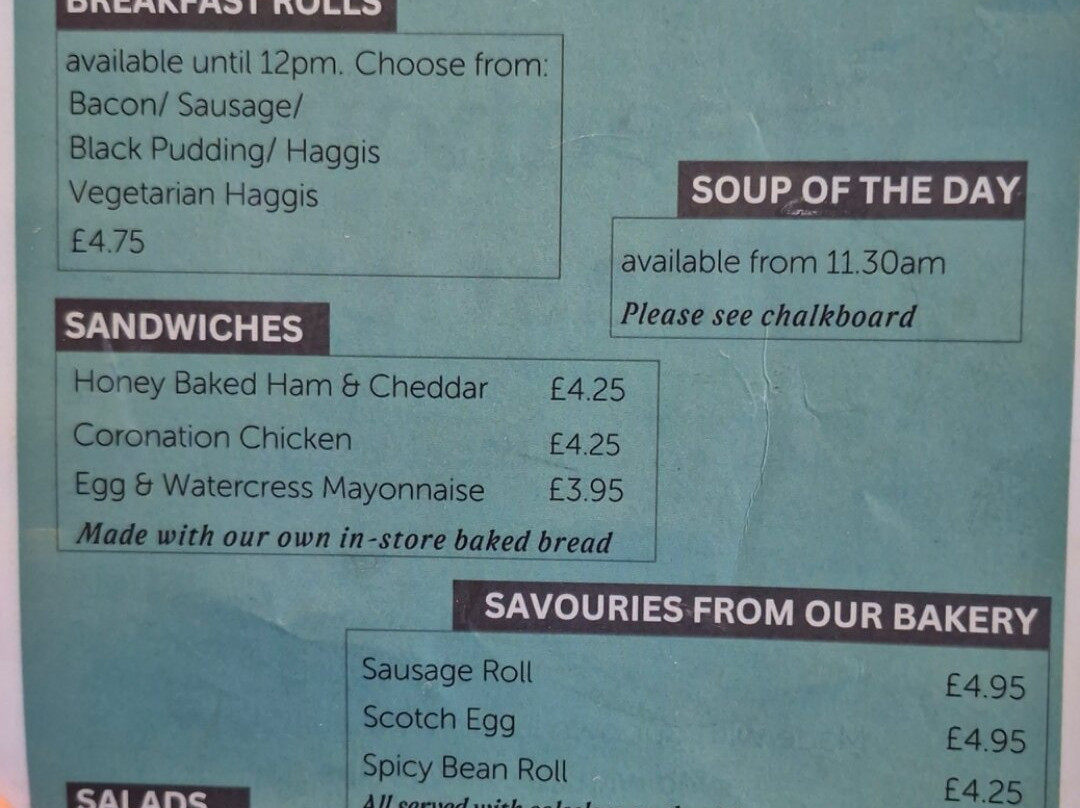 BREAKFAST ROLLS
available until 12pm. Choose from:
Bacon/ Sausage/
Black Pudding/ Haggis
Vegetarian Haggis
£4.75
SOUP OF THE DAY
available from 11.30am
Please see chalkboard
SANDWICHES
Honey Baked Ham & Cheddar £4.25
Coronation Chicken £4.25
Egg & Watercress Mayonnaise £3.95
Made with our own in-store baked bread
SAVOURIES FROM OUR BAKERY
Sausage Roll £4.95
Scotch Egg £4.95
Spicy Bean Roll £4.25
All served with
SALADS